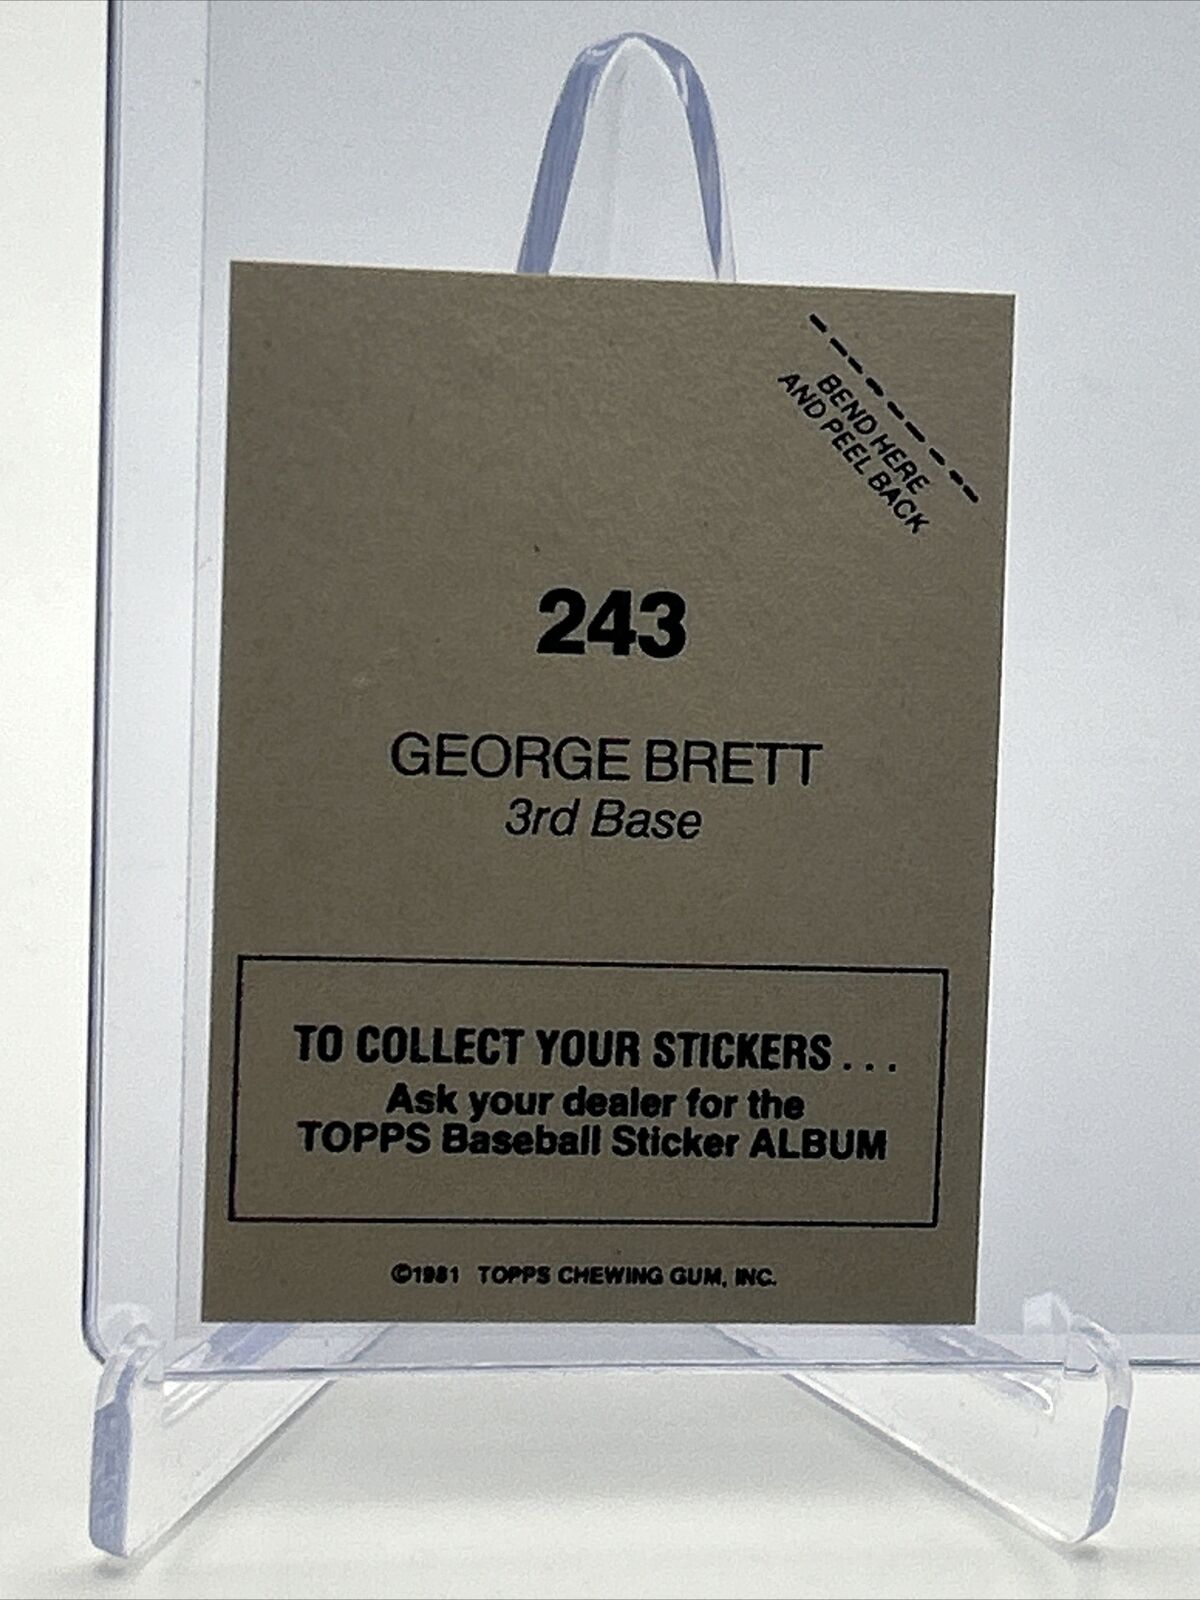 BEND HERE
AND PEEL BACK
243
GEORGE BRETT
3rd Base
TO COLLECT YOUR STICKERS...
Ask your dealer for the
TOPPS Baseball Sticker ALBUM
©1981 TOPPS CHEWING GUM, INC.